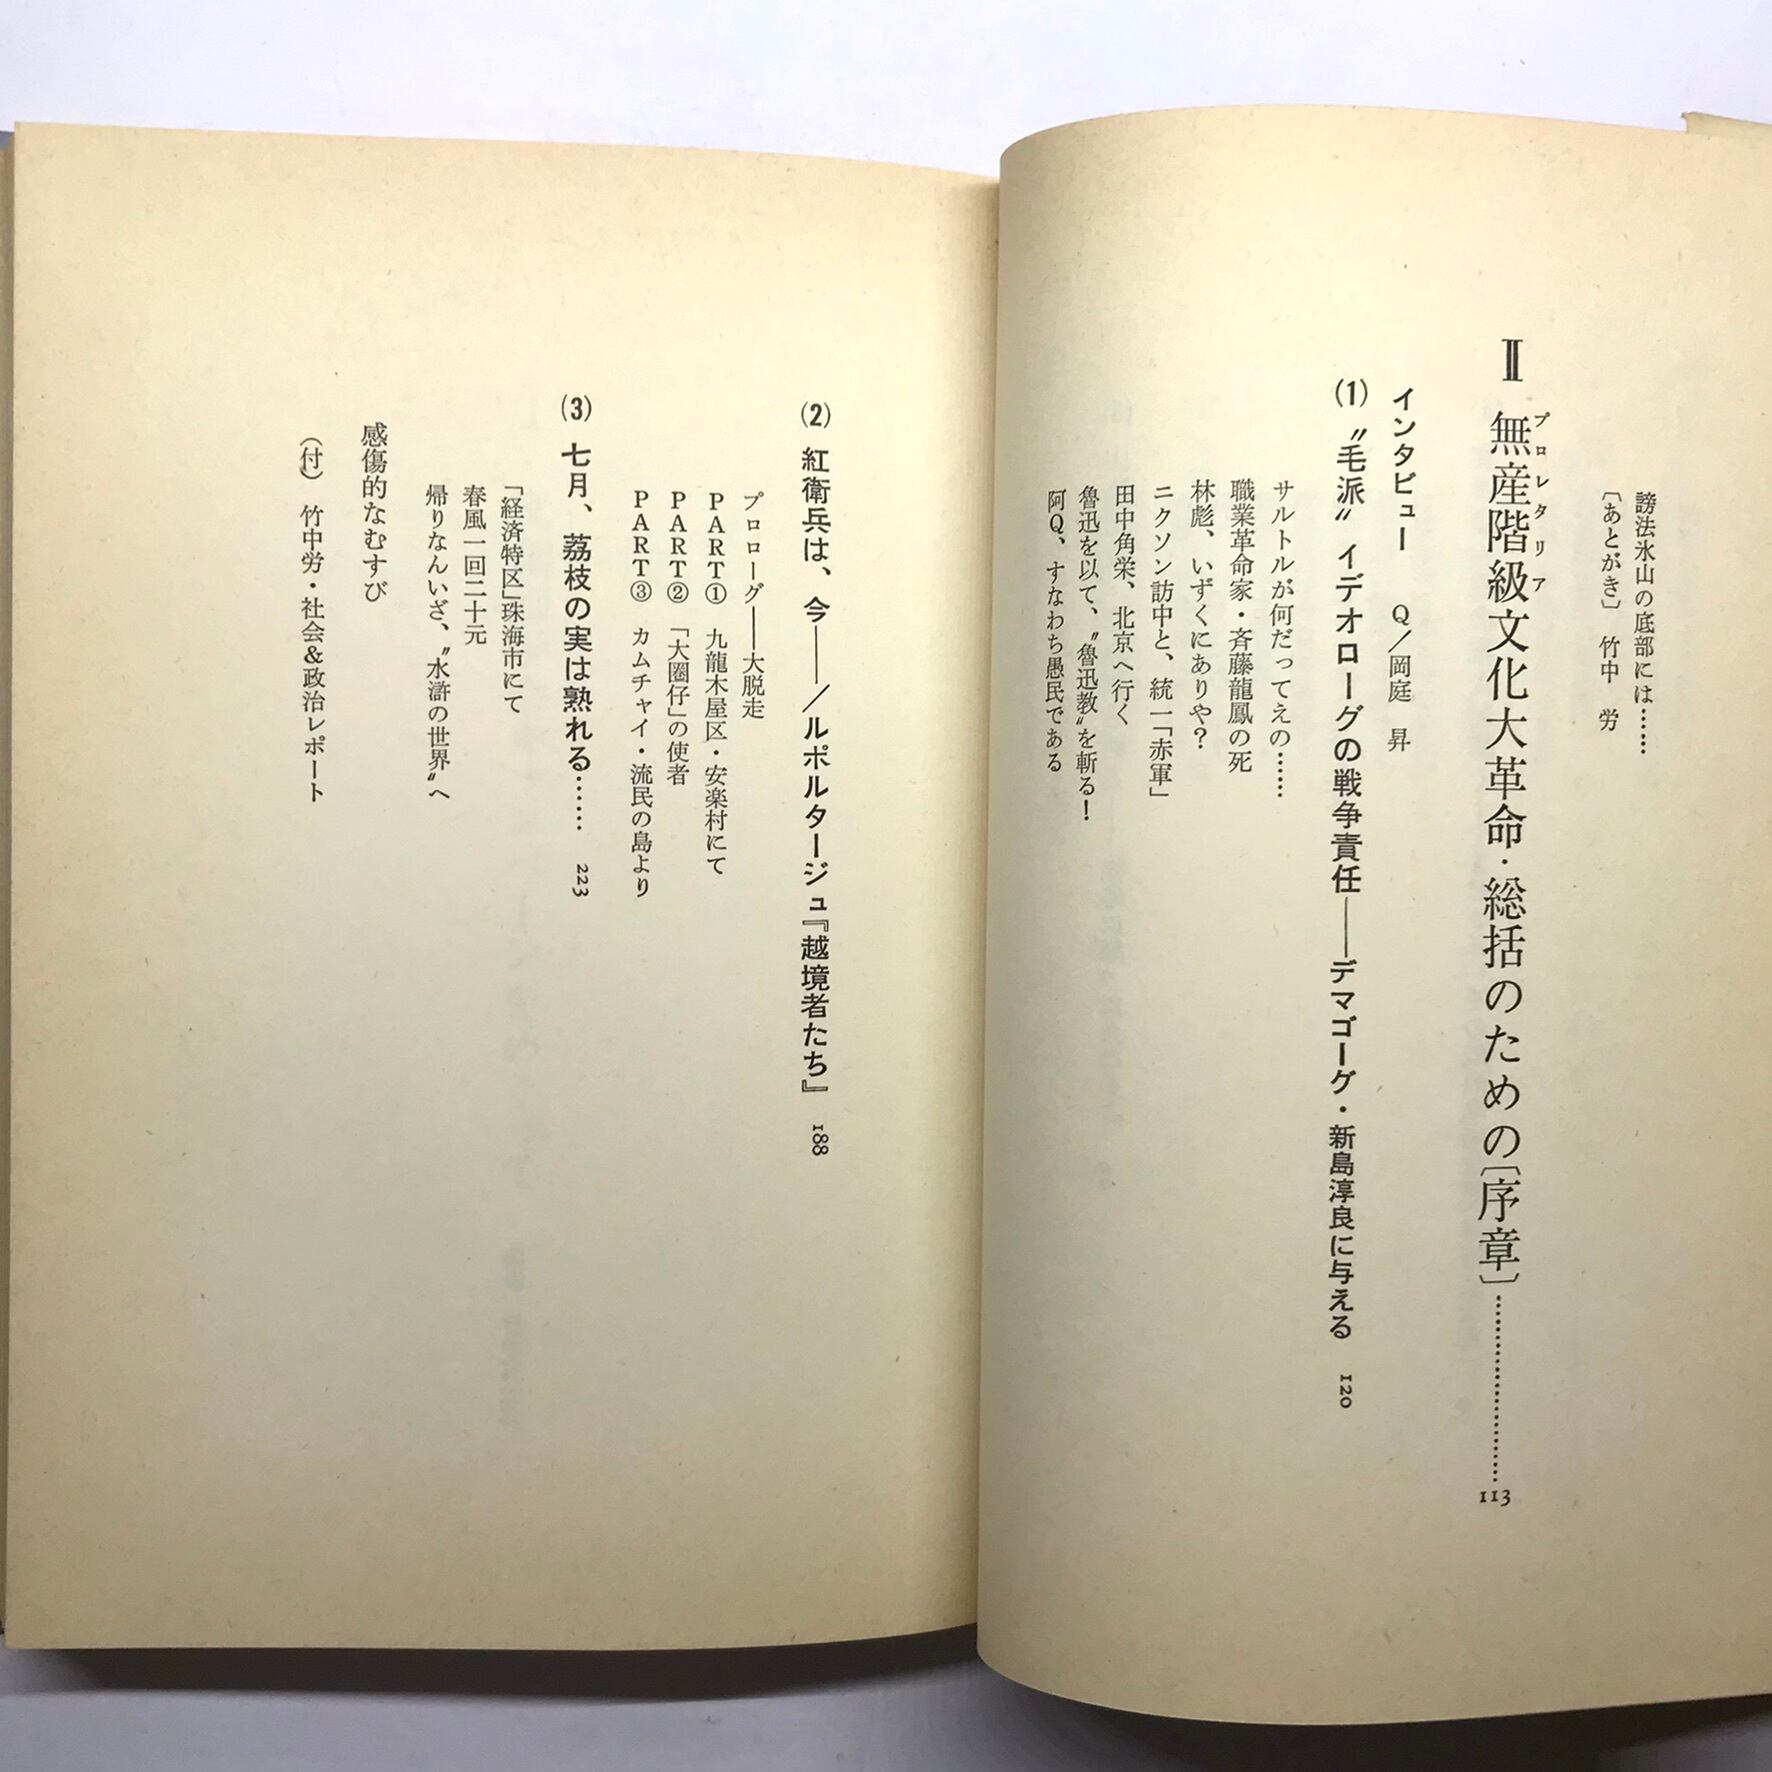 謗法氷山の底部には……
〔あとがき〕 竹中 労
Ⅱ 無産階級文化大革命・総括のための〔序章〕………………113
プロレタリア
インタビュー Q／岡庭 昇
(1) 〝毛派〟イデオローグの戦争責任――デマゴーグ・新島淳良に与える 120
サルトルが何だってえの……
職業革命家・斉藤龍鳳の死
林彪、いずくにありや？
ニクソン訪中と、統一「赤軍」
田中角栄、北京へ行く
魯迅を以て、〝魯迅教〟を斬る！
阿Q、すなわち愚民である
(2) 紅衛兵は、今――／ルポルタージュ『越境者たち』 188
プロローグ――大脱走
PART① 九龍木屋区・安楽村にて
PART② 「大圏仔」の使者
PART③ カムチャイ・流民の島より
(3) 七月、荔枝の実は熟れる…… 223
「経済特区」珠海市にて
春風一回二十元
帰りなんいざ、〝水滸の世界〟へ
感傷的なむすび
（付） 竹中労・社会＆政治レポート